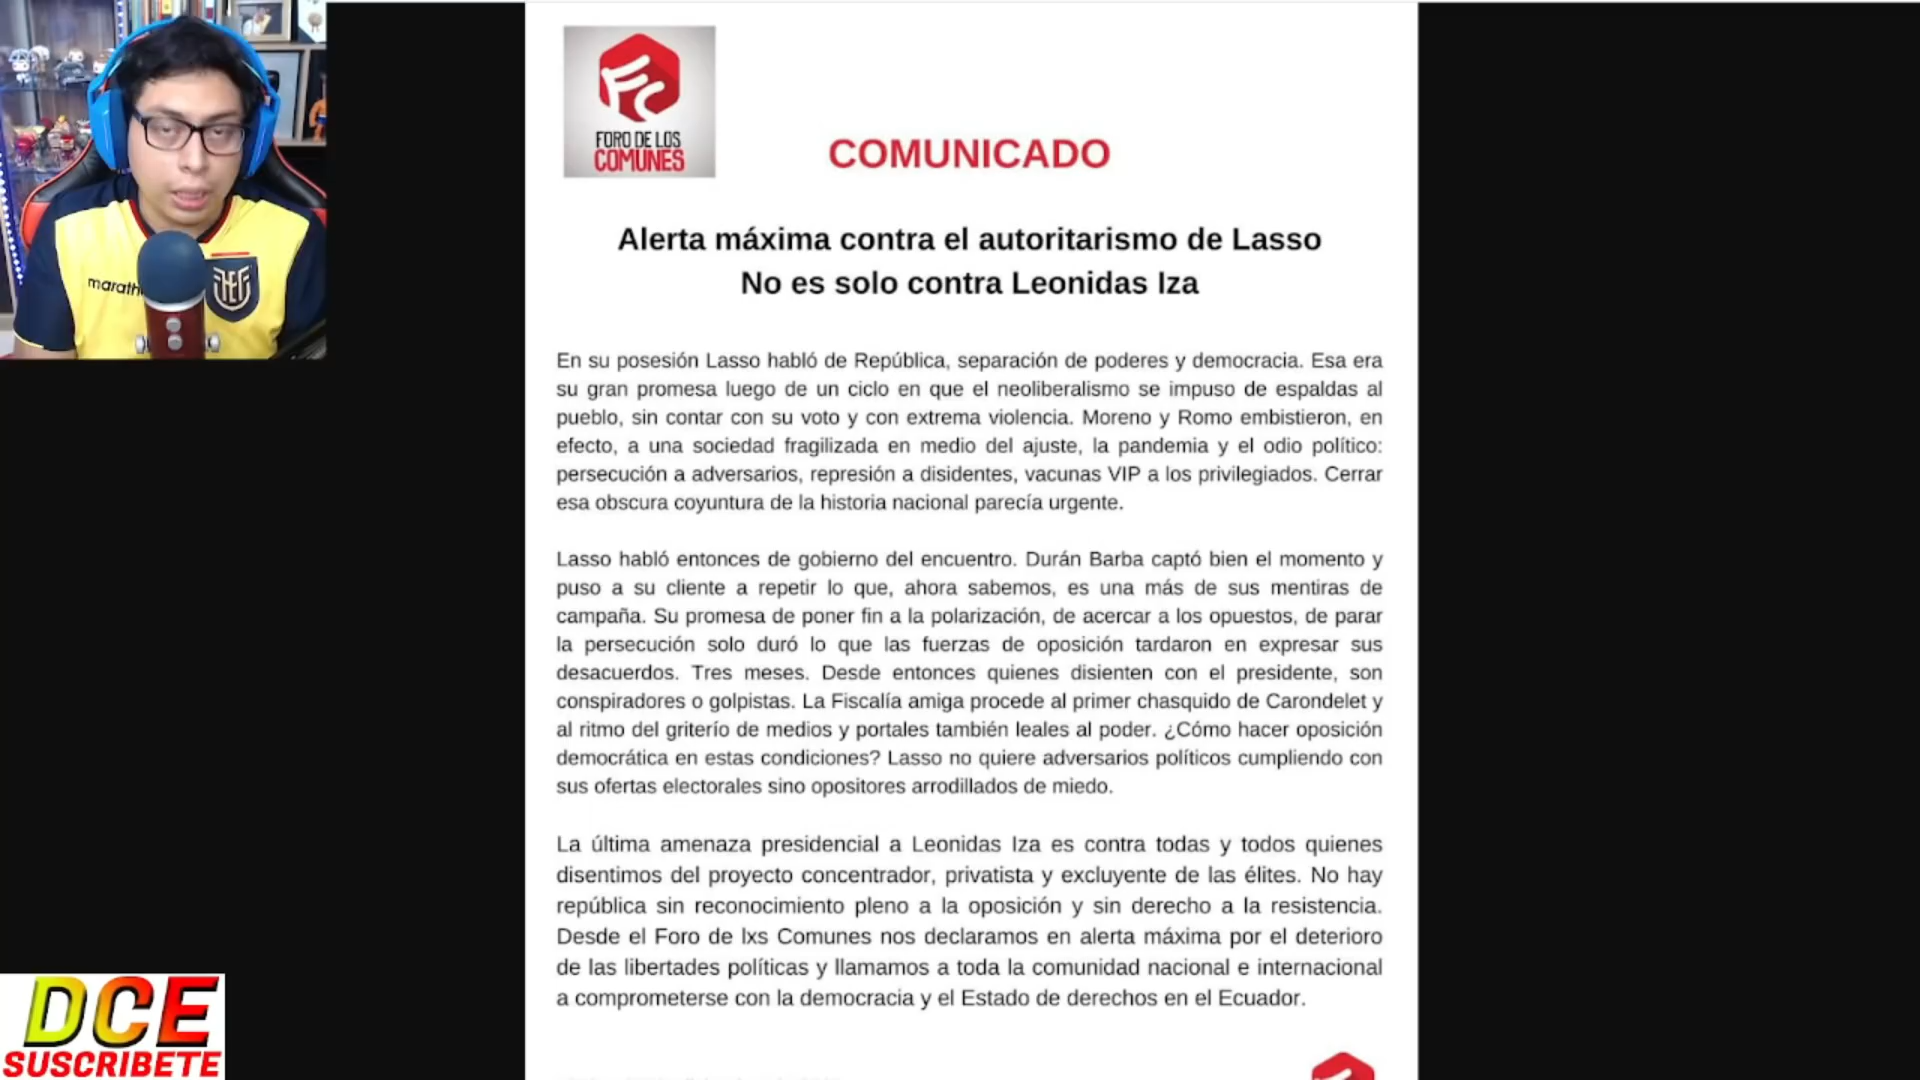 FORO DE LOS
COMUNES
COMUNICADO
Alerta máxima contra el autoritarismo de Lasso
No es solo contra Leonidas Iza
marath
FEF
En su posesión Lasso habló de República, separación de poderes y democracia. Esa era
su gran promesa luego de un ciclo en que el neoliberalismo se impuso de espaldas al
pueblo, sin contar con su voto y con extrema violencia. Moreno y Romo embistieron, en
efecto, a una sociedad fragilizada en medio del ajuste, la pandemia y el odio político:
persecución a adversarios, represión a disidentes, vacunas VIP a los privilegiados. Cerrar
esa obscura coyuntura de la historia nacional parecía urgente.
Lasso habló entonces de gobierno del encuentro. Durán Barba captó bien el momento y
puso a su cliente a repetir lo que, ahora sabemos, es una más de sus mentiras de
campaña. Su promesa de poner fin a la polarización, de acercar a los opuestos, de parar
la persecución solo duró lo que las fuerzas de oposición tardaron en expresar sus
desacuerdos. Tres meses. Desde entonces quienes disienten con el presidente, son
conspiradores o golpistas. La Fiscalía amiga procede al primer chasquido de Carondelet y
al ritmo del griterío de medios y portales también leales al poder. ¿Cómo hacer oposición
democrática en estas condiciones? Lasso no quiere adversarios políticos cumpliendo con
sus ofertas electorales sino opositores arrodillados de miedo.
La última amenaza presidencial a Leonidas Iza es contra todas y todos quienes
disentimos del proyecto concentrador, privatista y excluyente de las élites. No hay
república sin reconocimiento pleno a la oposición y sin derecho a la resistencia.
Desde el Foro de lxs Comunes nos declaramos en alerta máxima por el deterioro
de las libertades políticas y llamamos a toda la comunidad nacional e internacional
a comprometerse con la democracia y el Estado de derechos en el Ecuador.
DCE
SUSCRIBETE